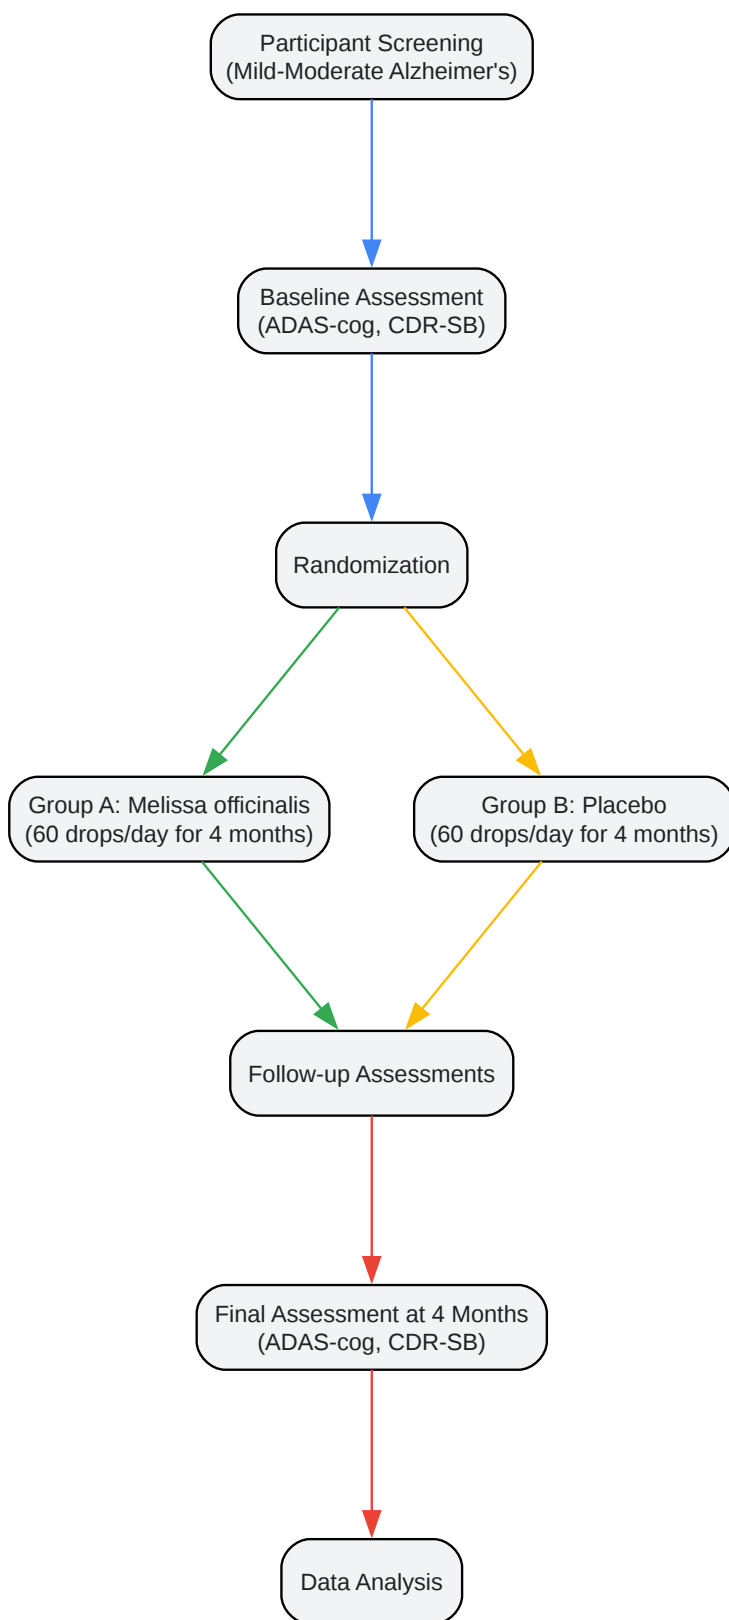 Participant Screening
(Mild-Moderate Alzheimer's)
Baseline Assessment
(ADAS-cog, CDR-SB)
Randomization
Group A: Melissa officinalis
(60 drops/day for 4 months)
Group B: Placebo
(60 drops/day for 4 months)
Follow-up Assessments
Final Assessment at 4 Months
(ADAS-cog, CDR-SB)
Data Analysis